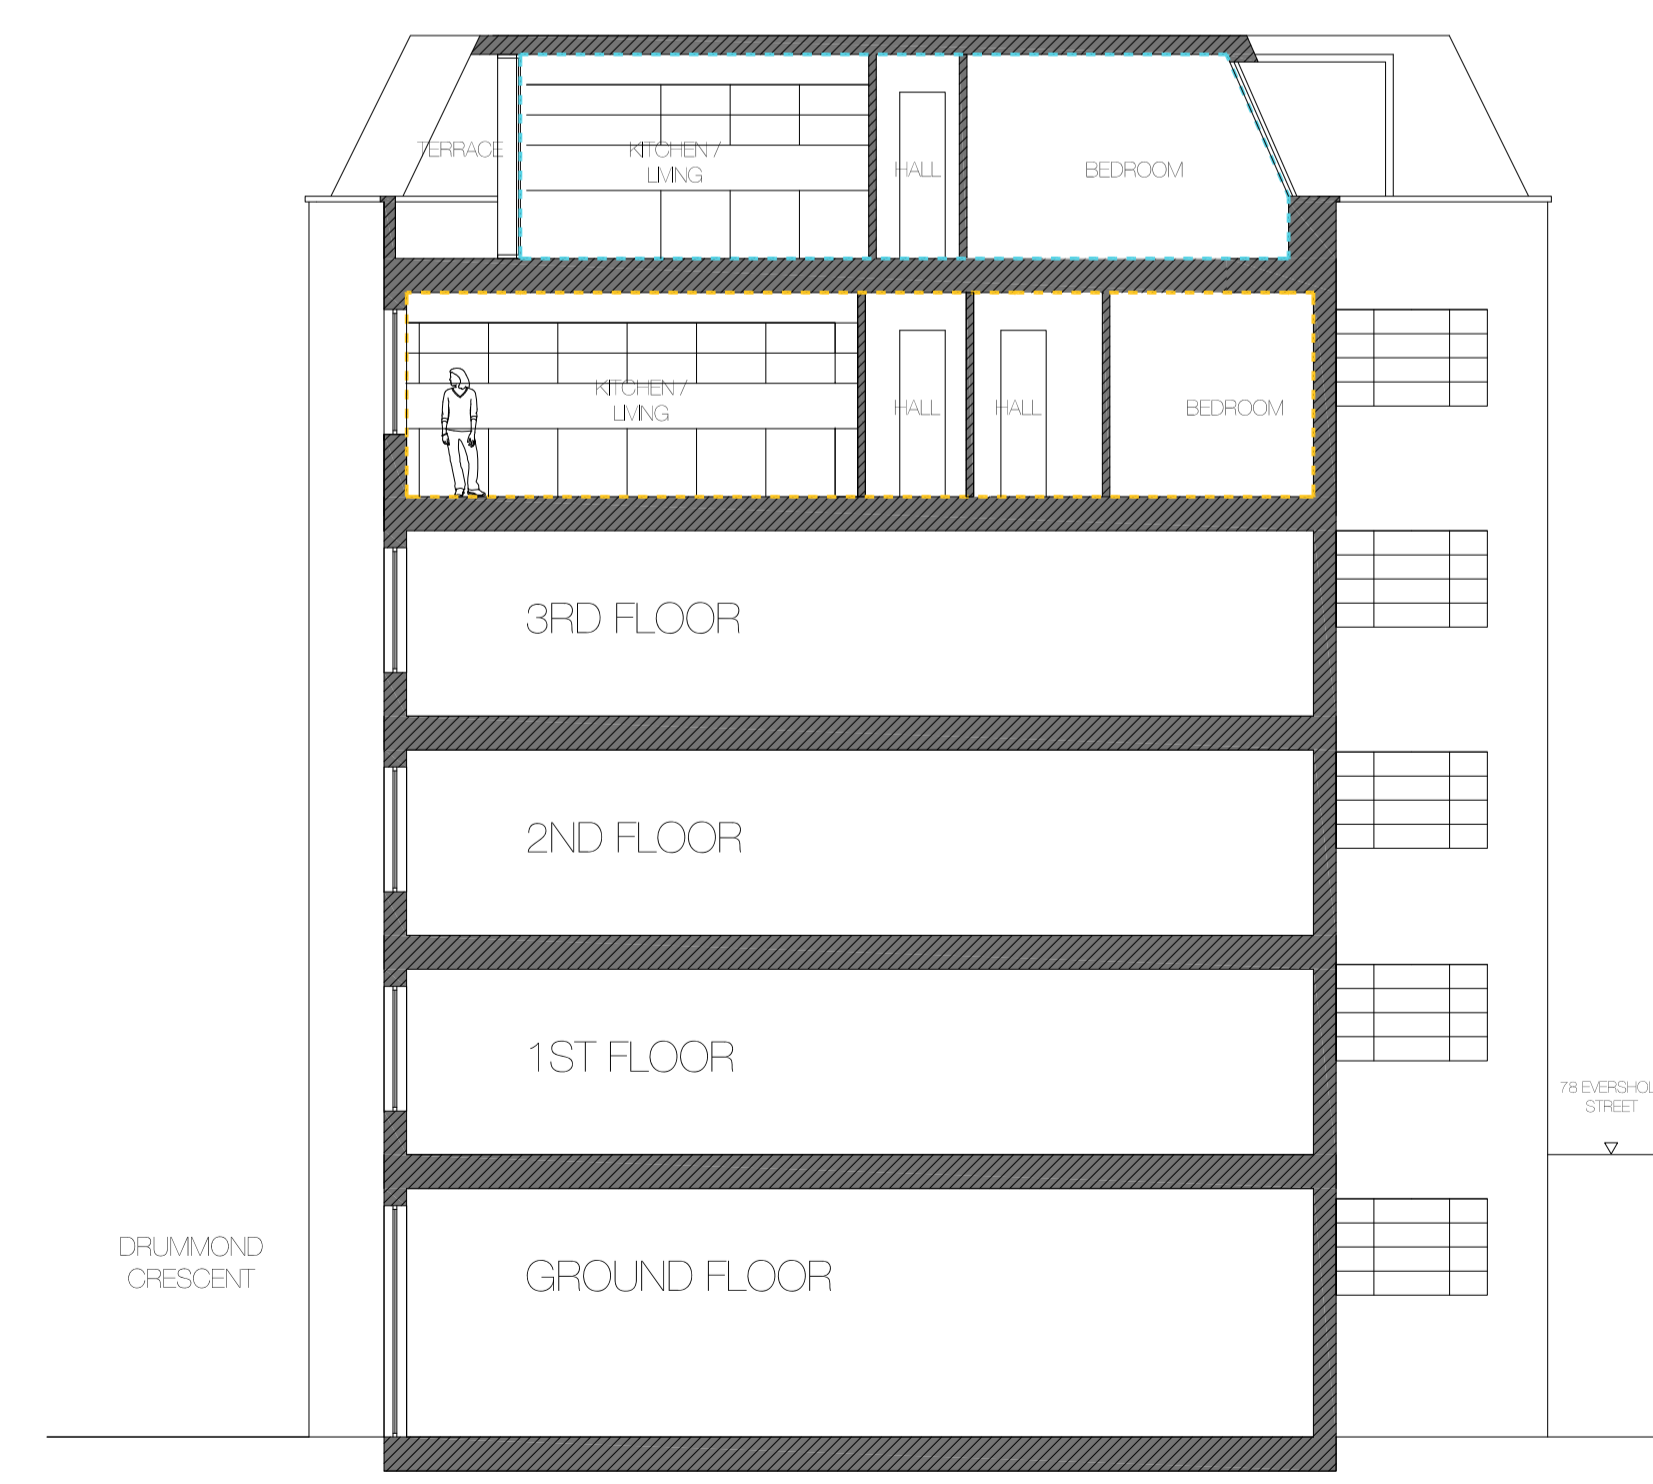 TERRACE
KITCHEN /
LIVING
HALL
BEDROOM
KITCHEN /
LIVING
HALL
HALL
BEDROOM
3RD FLOOR
2ND FLOOR
1ST FLOOR
78 EVERSHOL
STREET
DRUMMOND
CRESCENT
GROUND FLOOR